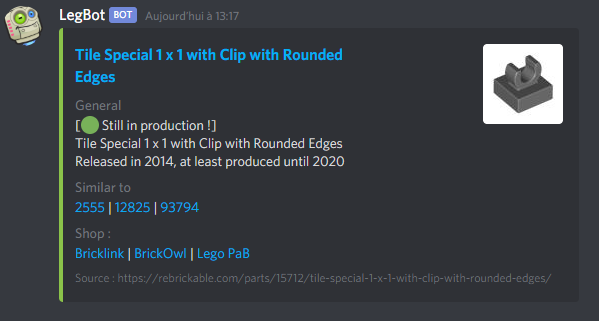 LegBot BOT Aujourd'hui à 13:17
Tile Special 1 x 1 with Clip with Rounded
Edges
General
[🟢 Still in production !]
Tile Special 1 x 1 with Clip with Rounded Edges
Released in 2014, at least produced until 2020
Similar to
2555 | 12825 | 93794
Shop :
Bricklink | BrickOwl | Lego PaB
Source : https://rebrickable.com/parts/15712/tile-special-1-x-1-with-clip-with-rounded-edges/